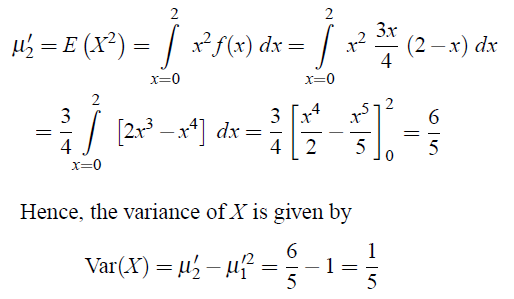 μ′₂ = E (X²) = ∫_{x=0}^{2} x² f(x) dx = ∫_{x=0}^{2} x² 3x/4 (2 – x) dx
= 3/4 ∫_{x=0}^{2} [2x³ – x⁴] dx = 3/4 [x⁴/2 – x⁵/5]₀² = 6/5
Hence, the variance of X is given by
Var(X) = μ′₂ – μ′₁² = 6/5 – 1 = 1/5